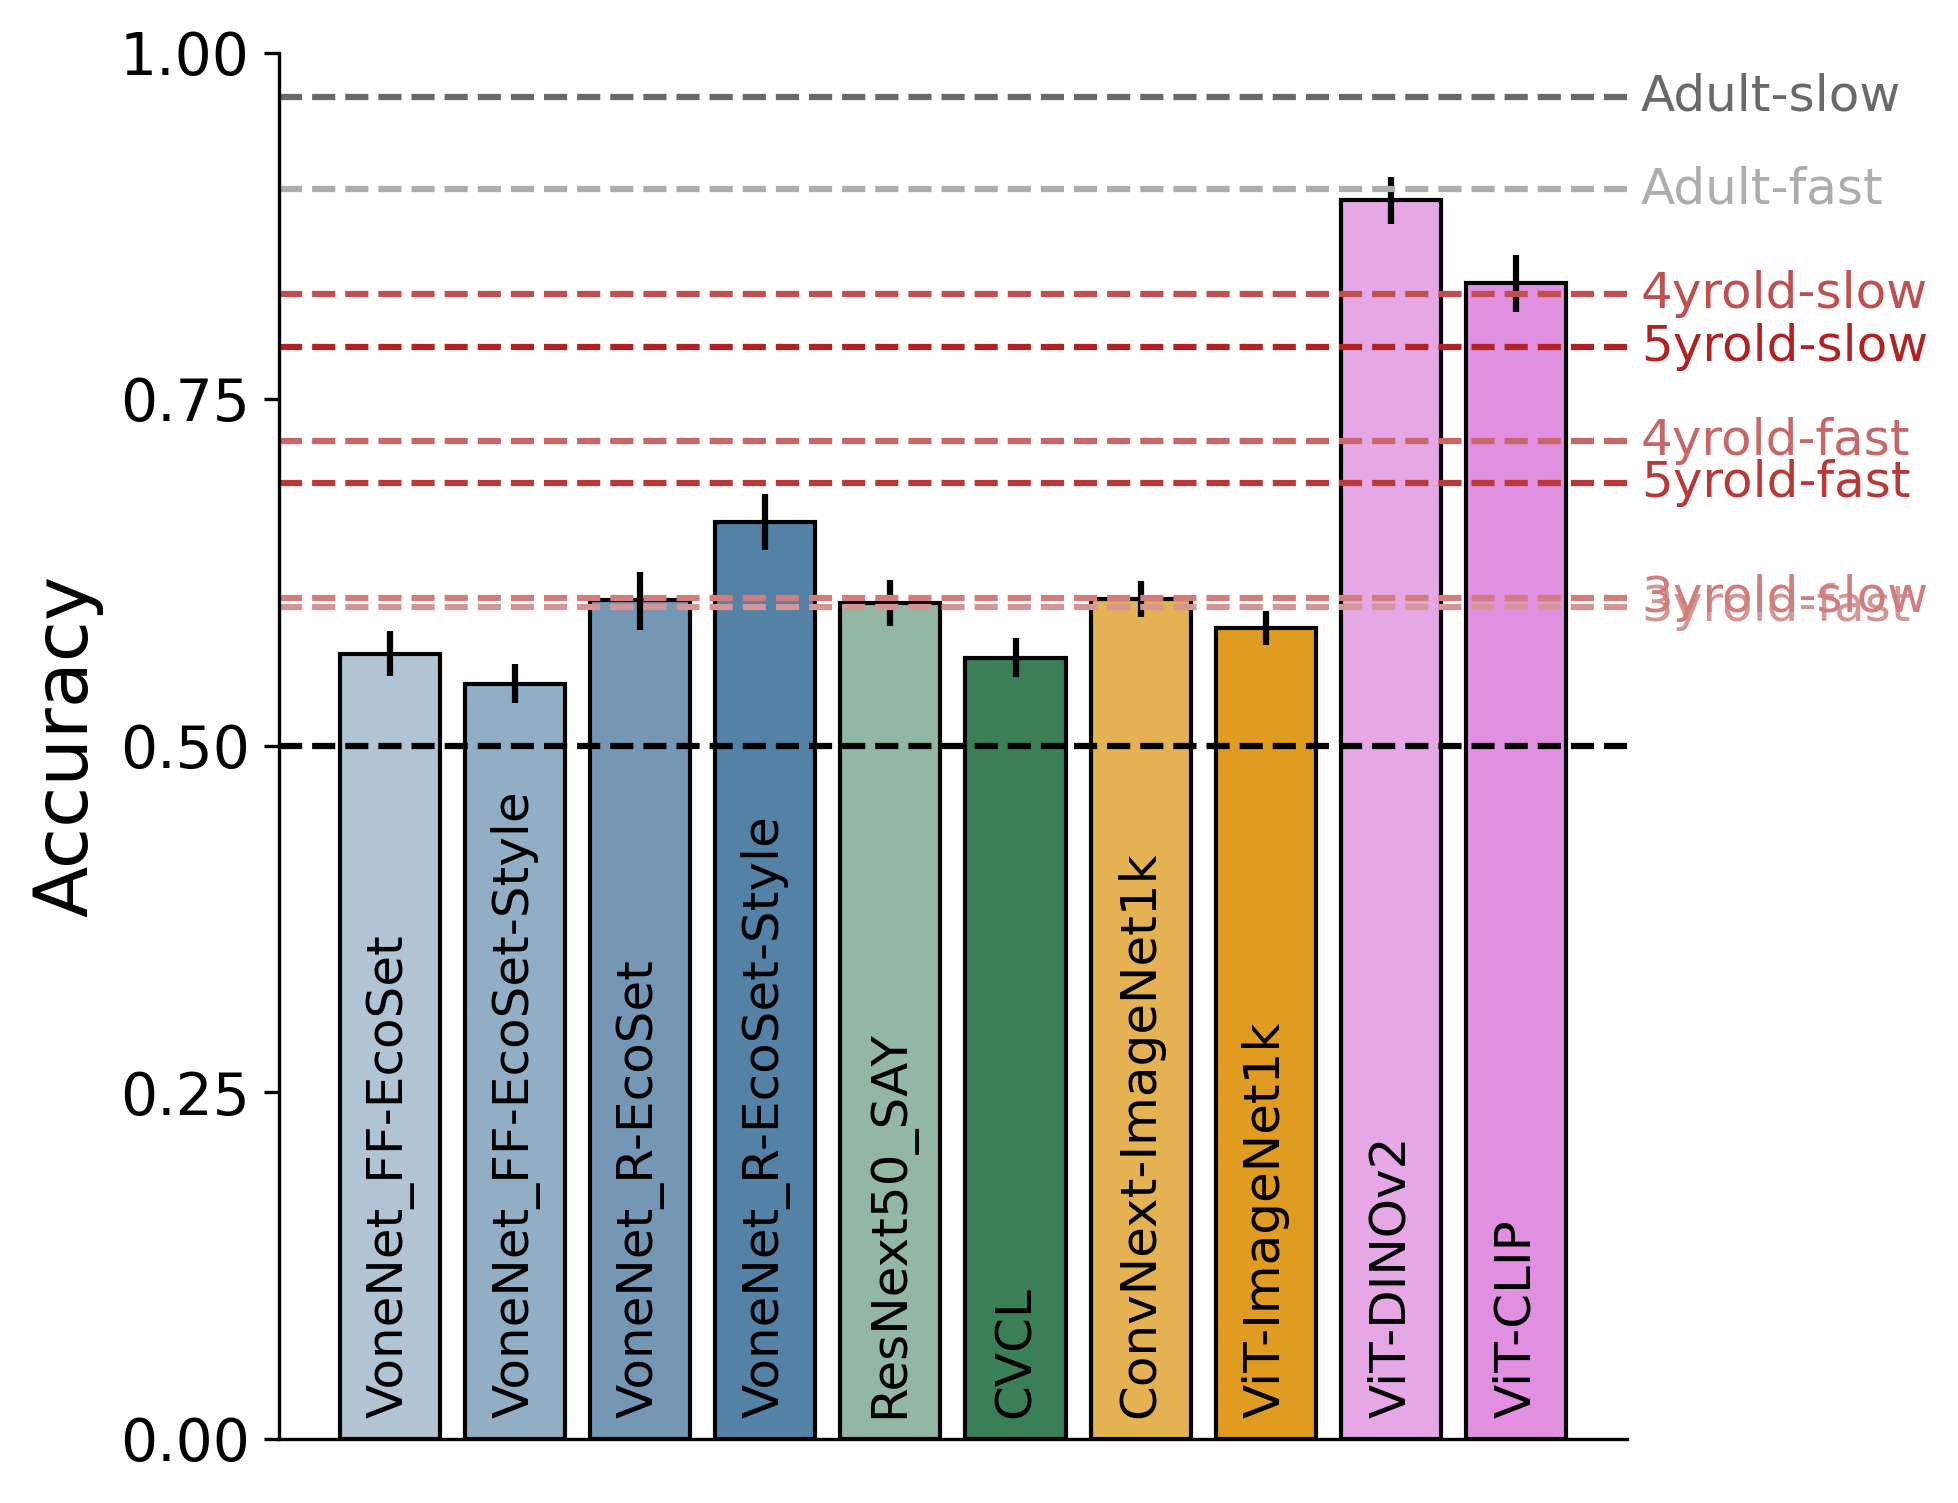 Accuracy
1.00
0.75
0.50
0.25
0.00
VoneNet_FF-EcoSet
VoneNet_FF-EcoSet-Style
VoneNet_R-EcoSet
VoneNet_R-EcoSet-Style
ResNext50_SAY
CVCL
ConvNext-ImageNet1k
ViT-ImageNet1k
ViT-DINOv2
ViT-CLIP
Adult-slow
Adult-fast
4yrold-slow
5yrold-slow
4yrold-fast
5yrold-fast
3yrold-slow
3yrold-fast